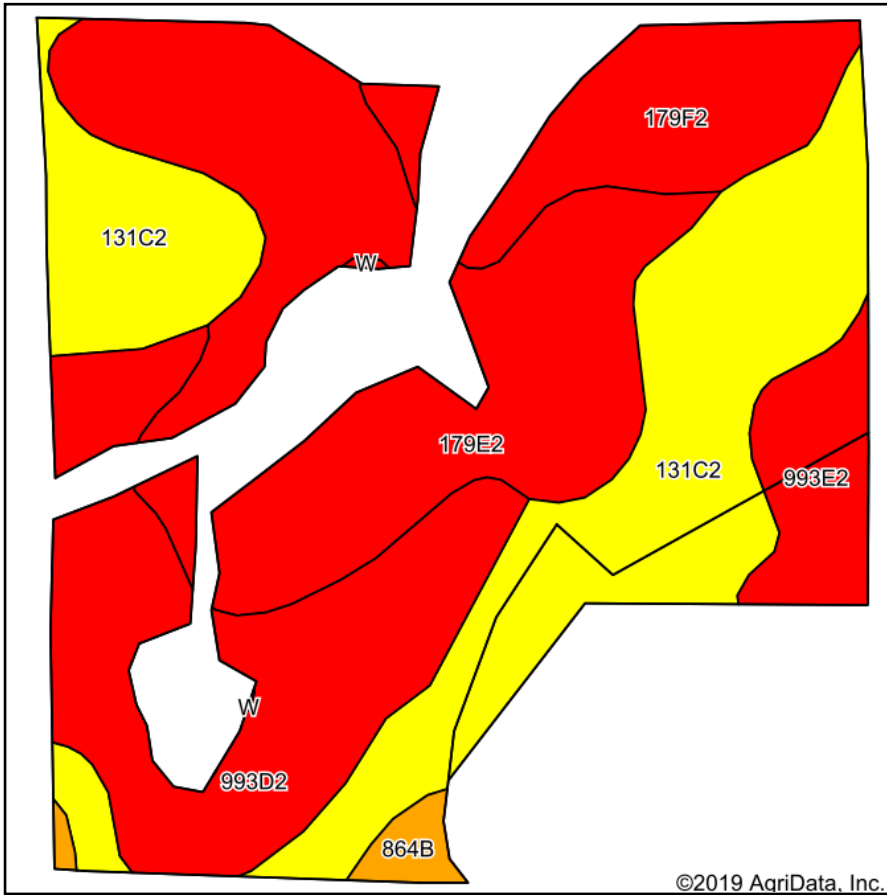 179F2
131C2
W
179E2
131C2
993E2
W
993D2
864B
©2019 AgriData, Inc.